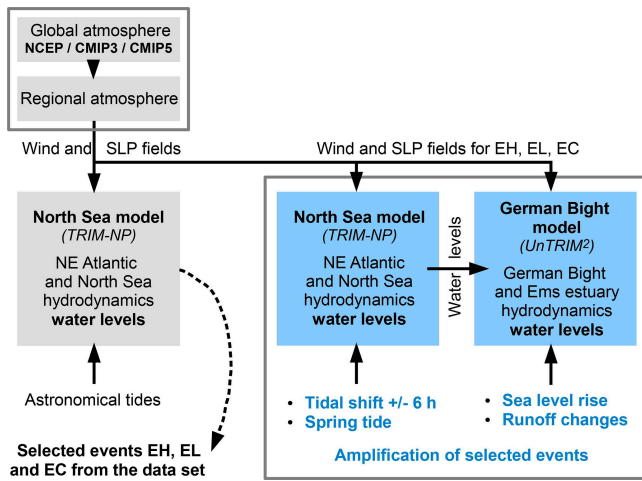 Global atmosphere
NCEP / CMIP3 / CMIP5
Regional atmosphere
Wind and SLP fields
Wind and SLP fields for EH, EL, EC
North Sea model
(TRIM-NP)
NE Atlantic
and North Sea
hydrodynamics
water levels
Astronomical tides
Selected events EH, EL
and EC from the data set
North Sea model
(TRIM-NP)
NE Atlantic
and North Sea
hydrodynamics
water levels
Water levels
German Bight
model
(UnTRIM²)
German Bight
and Ems estuary
hydrodynamics
water levels
• Tidal shift +/- 6 h
• Spring tide
• Sea level rise
• Runoff changes
Amplification of selected events